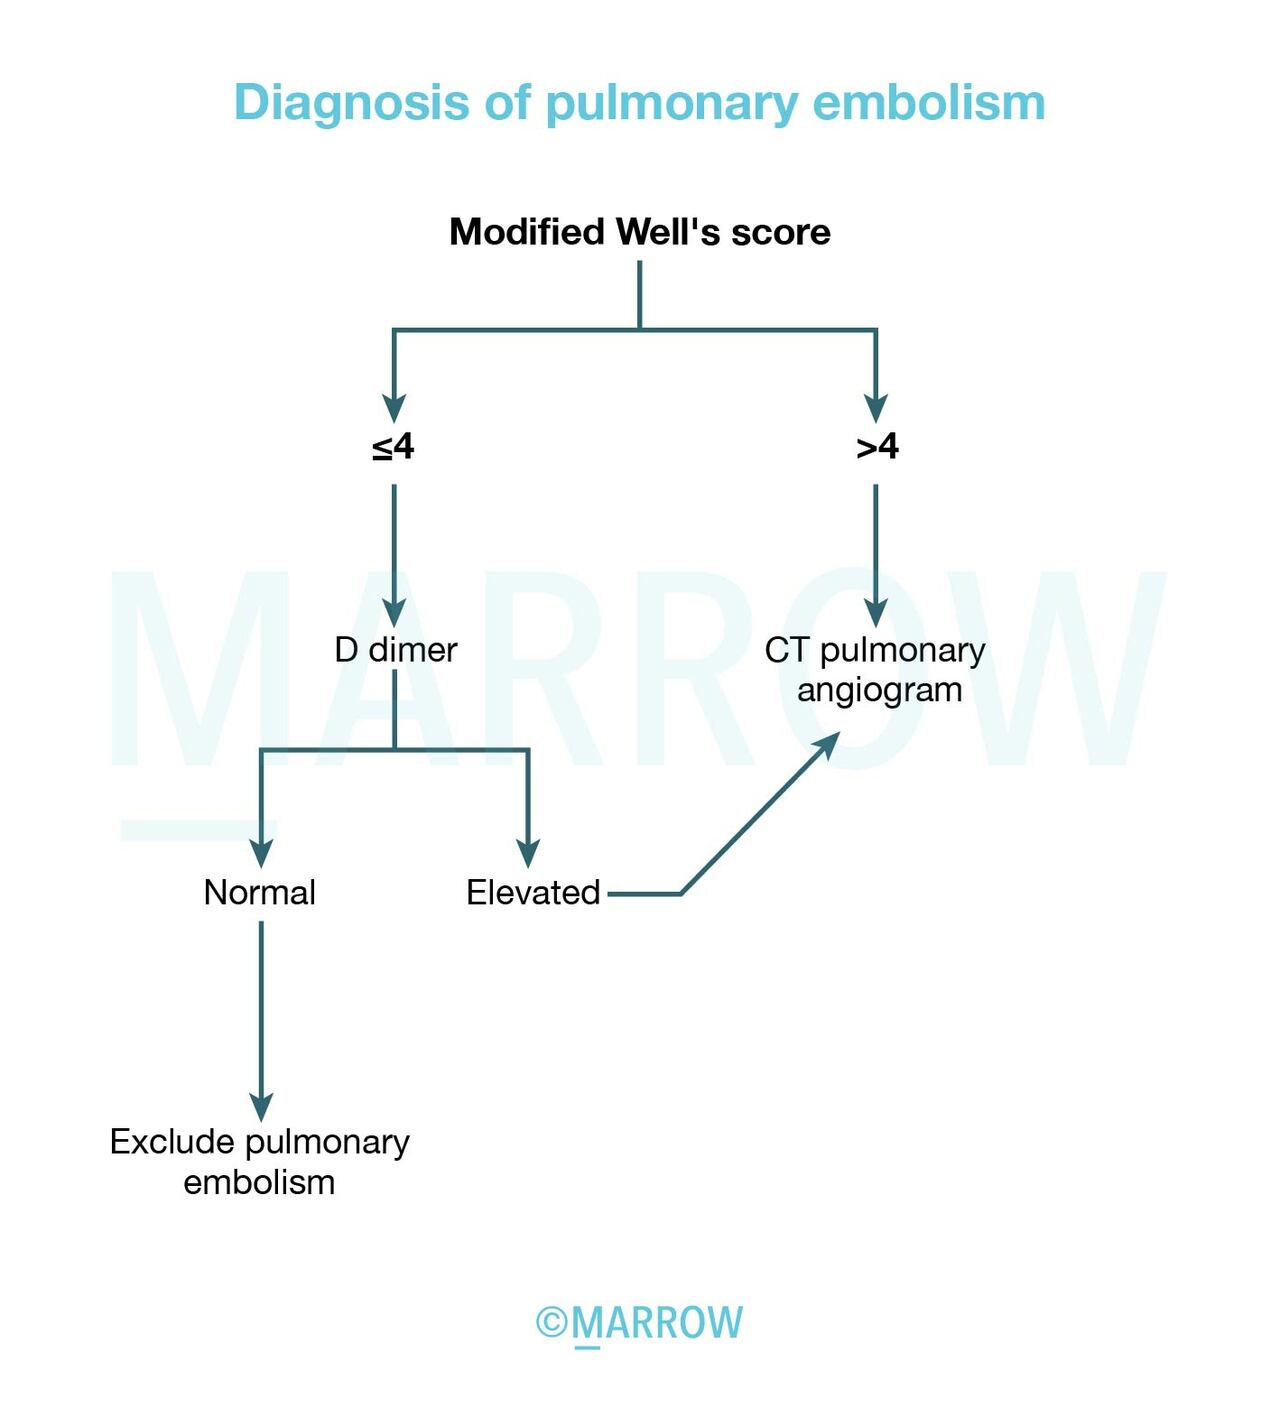 Diagnosis of pulmonary embolism
Modified Well's score
≤4
>4
D dimer
CT pulmonary
angiogram
MARROW
Normal
Elevated
Exclude pulmonary
embolism
©MARROW